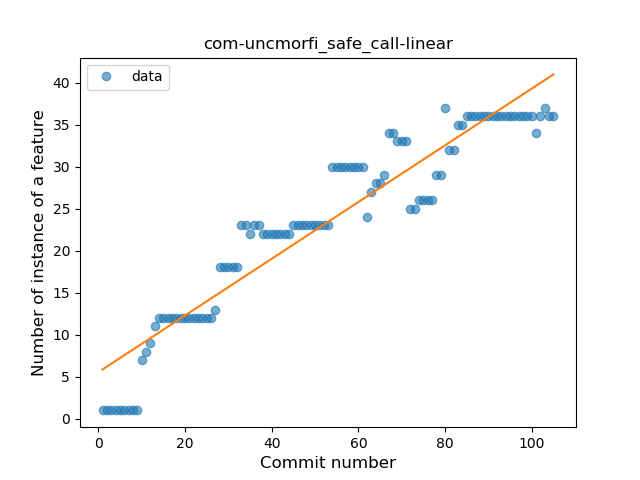 com-uncmorfi_safe_call-linear
data
Number of instance of a feature
40
35
30
25
20
15
10
5
0
0 20 40 60 80 100
Commit number